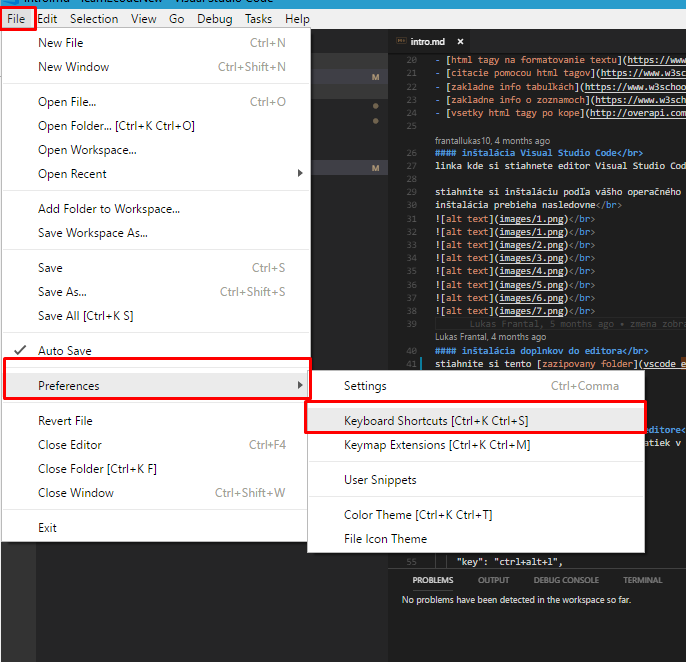 File Edit Selection View Go Debug Tasks Help
New File Ctrl+N
New Window Ctrl+Shift+N
Open File... Ctrl+O
Open Folder... [Ctrl+K Ctrl+O]
Open Workspace...
Open Recent
Add Folder to Workspace...
Save Workspace As...
Save Ctrl+S
Save As... Ctrl+Shift+S
Save All [Ctrl+K S]
Auto Save
Preferences
Revert File
Close Editor Ctrl+F4
Close Folder [Ctrl+K F]
Close Window Ctrl+Shift+W
Exit
Settings Ctrl+Comma
Keyboard Shortcuts [Ctrl+K Ctrl+S]
Keymap Extensions [Ctrl+K Ctrl+M]
User Snippets
Color Theme [Ctrl+K Ctrl+T]
File Icon Theme
M
M
intro.md ×
20 - [html tagy na formatovanie textu](https://www
21 - [citacie pomocou html tagov](https://www.w3sc
22 - [zakladne info tabulkách](https://www.w3schoo
23 - [zakladne info o zoznamoch](https://www.w3sch
24 - [vsetky html tagy po kope](http://overapi.com
25
frantallukas10, 4 months ago
26 #### inštalácia Visual Studio Code</br>
27 linka kde si stiahnete editor Visual Studio Cod
28
29 stiahnite si inštaláciu podľa vášho operačného
30 inštalácia prebieha nasledovne</br>
31 ![alt text](images/1.png)</br>
32 ![alt text](images/1.png)</br>
33 ![alt text](images/2.png)</br>
34 ![alt text](images/3.png)</br>
35 ![alt text](images/4.png)</br>
36 ![alt text](images/5.png)</br>
37 ![alt text](images/6.png)</br>
38 ![alt text](images/7.png)</br>
39 Lukas Frantal, 5 months ago • zmena zobra
Lukas Frantal, 4 months ago
40 #### inštalácia doplnkov do editora</br>
41 stiahnite si tento [zazipovany folder](vscode e
editore<
atiek v
55 "key": "ctrl+alt+l",
PROBLEMS OUTPUT DEBUG CONSOLE TERMINAL
No problems have been detected in the workspace so far.